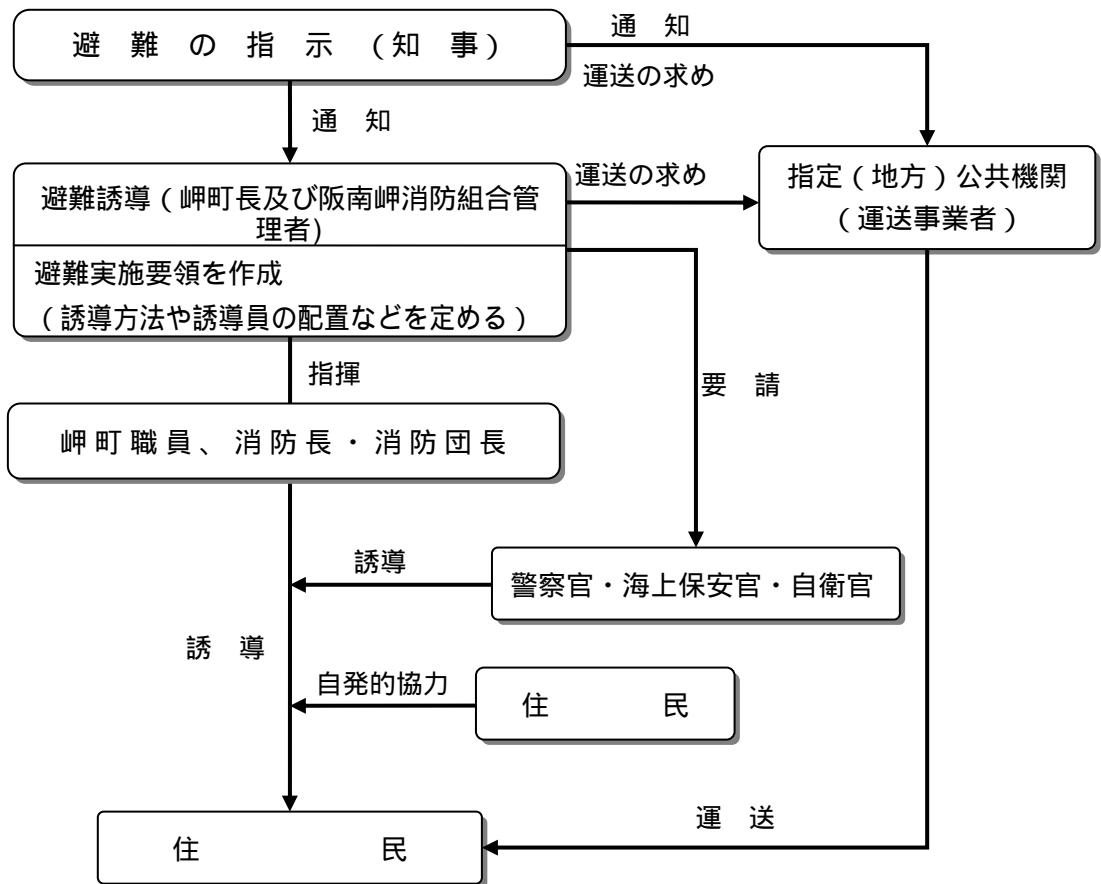 避難の指示（知事）
通知
運送の求め
通知
避難誘導（岬町長及び阪南岬消防組合管
理者)
運送の求め
指定（地方）公共機関
（運送事業者）
避難実施要領を作成
（誘導方法や誘導員の配置などを定める）
指揮
要請
岬町職員、消防長・消防団長
誘導
警察官・海上保安官・自衛官
誘導
自発的協力
住民
運送
住民